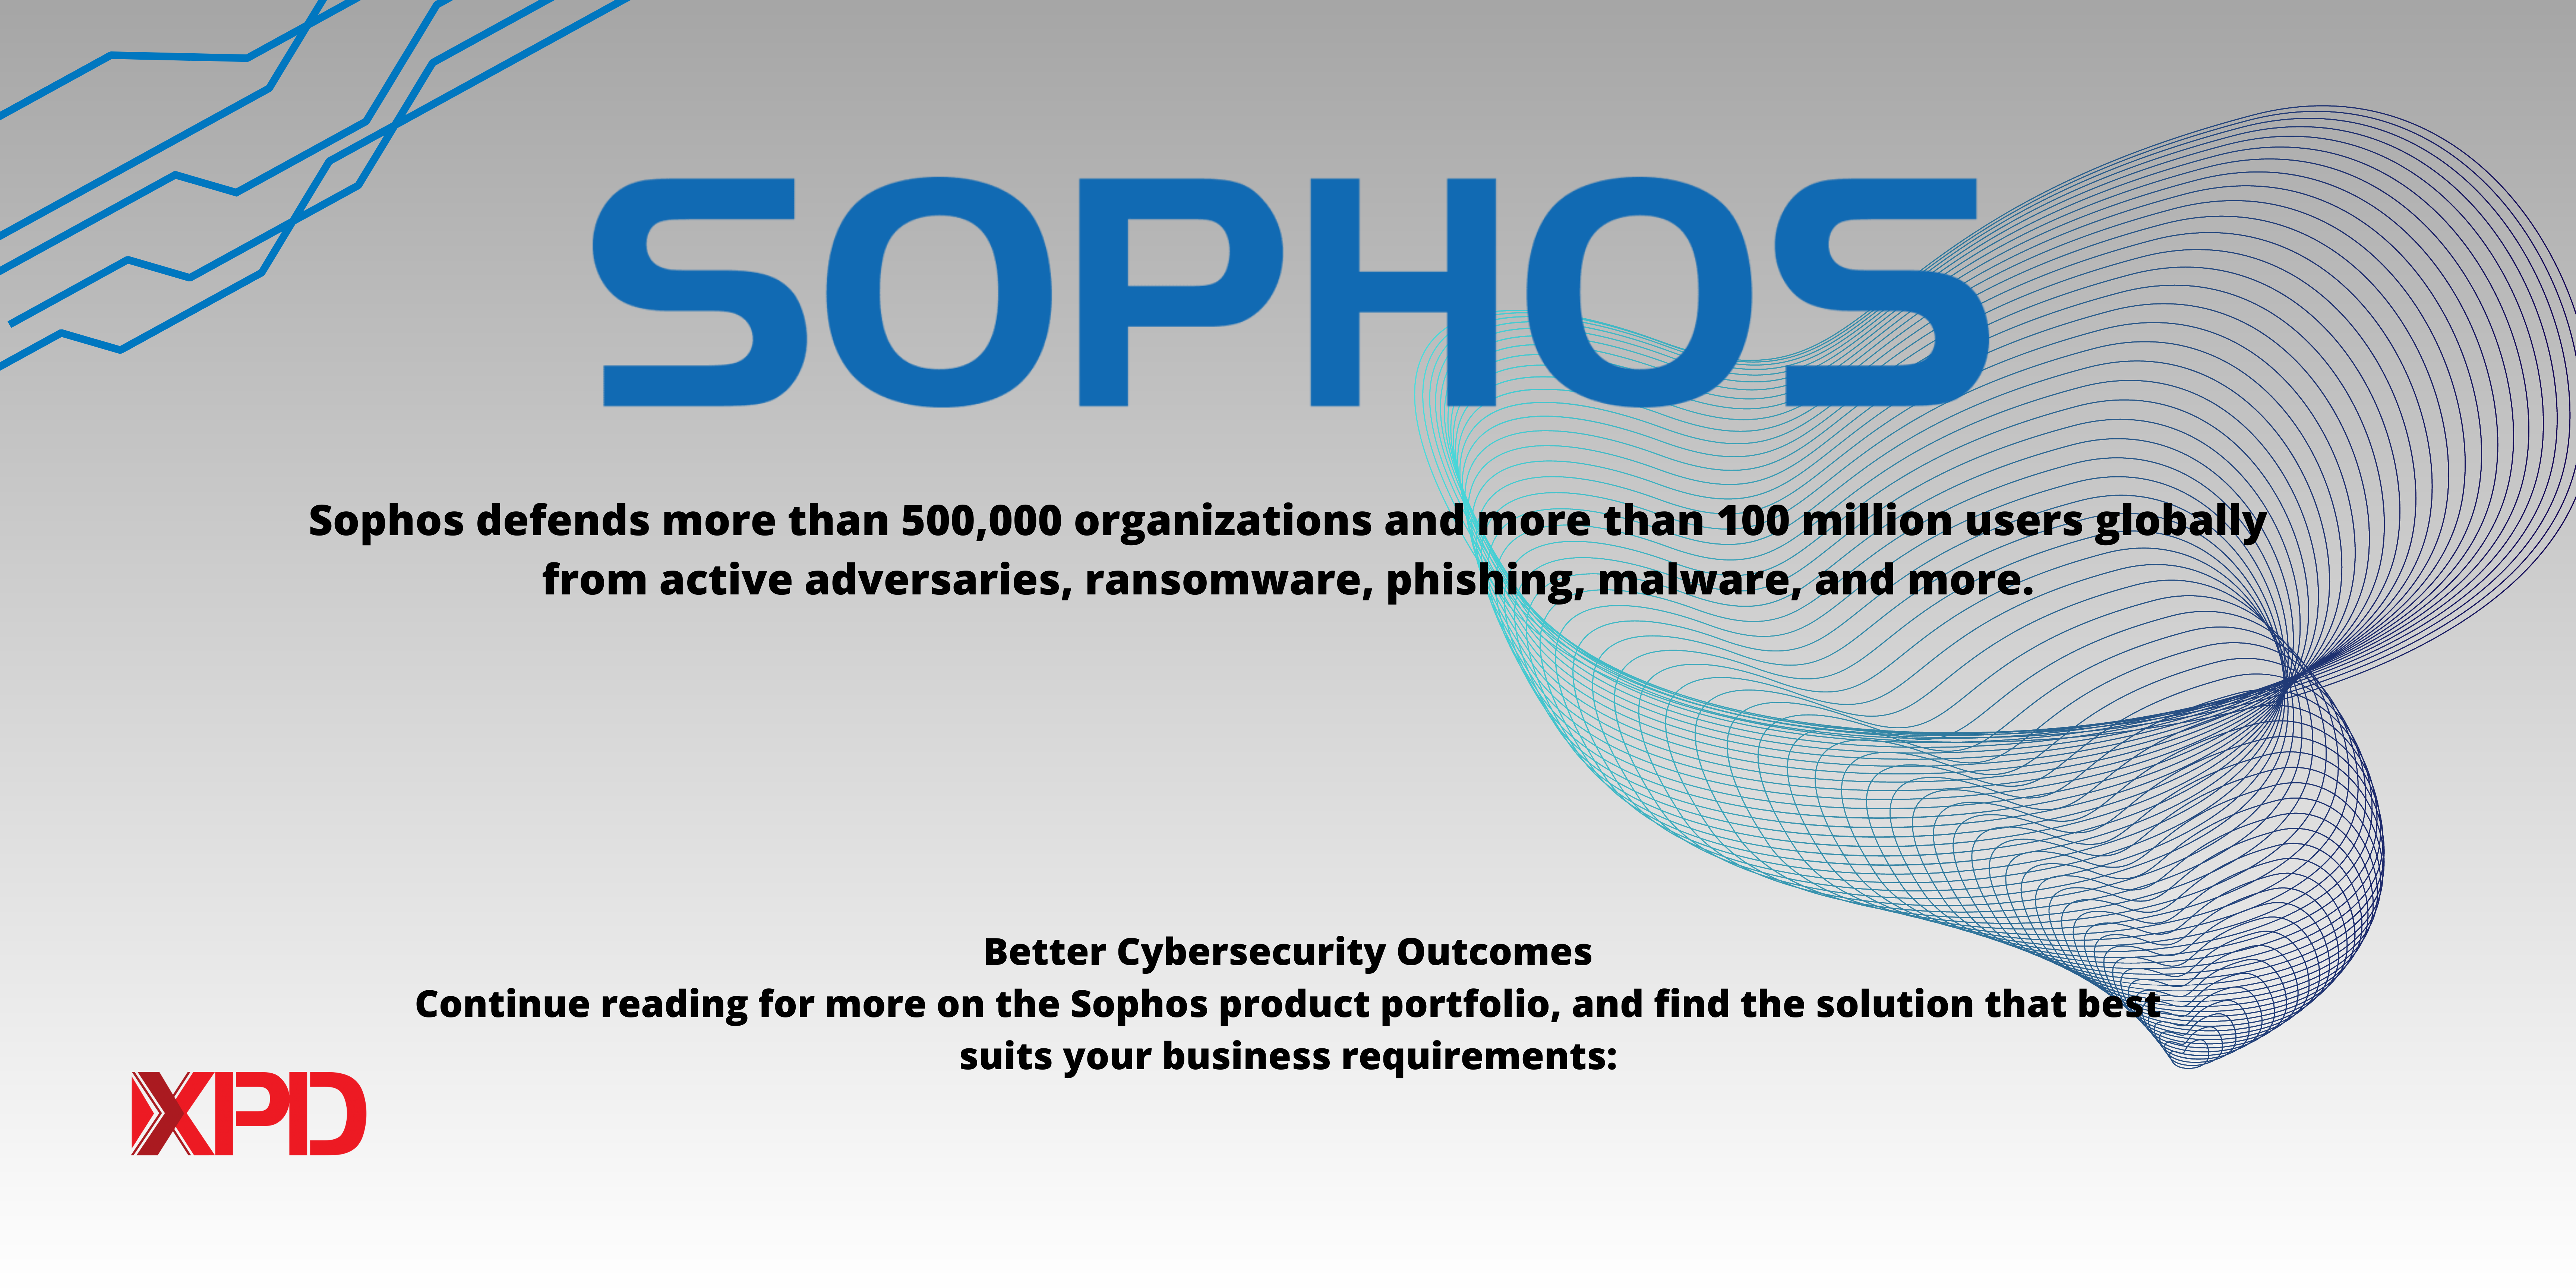 SOPHOS
Sophos defends more than 500,000 organizations and more than 100 million users globally
from active adversaries, ransomware, phishing, malware, and more.
Better Cybersecurity Outcomes
Continue reading for more on the Sophos product portfolio, and find the solution that best
suits your business requirements:
XPD